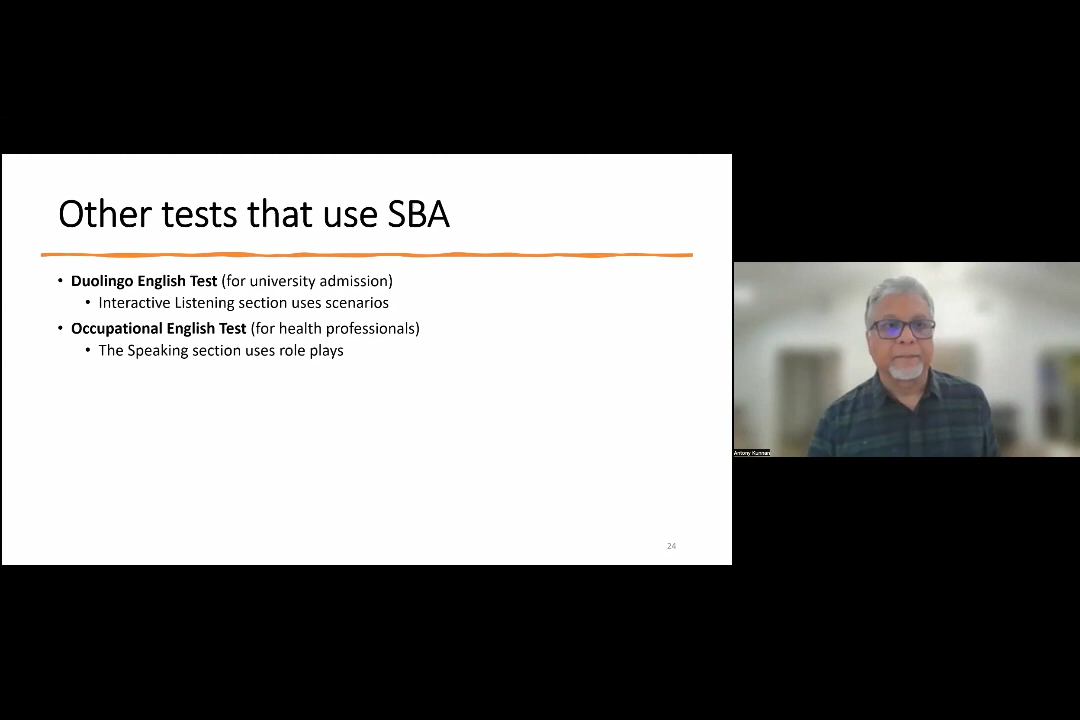 Other tests that use SBA
• Duolingo English Test (for university admission)
• Interactive Listening section uses scenarios
• Occupational English Test (for health professionals)
• The Speaking section uses role plays
24
Antony Kunnan